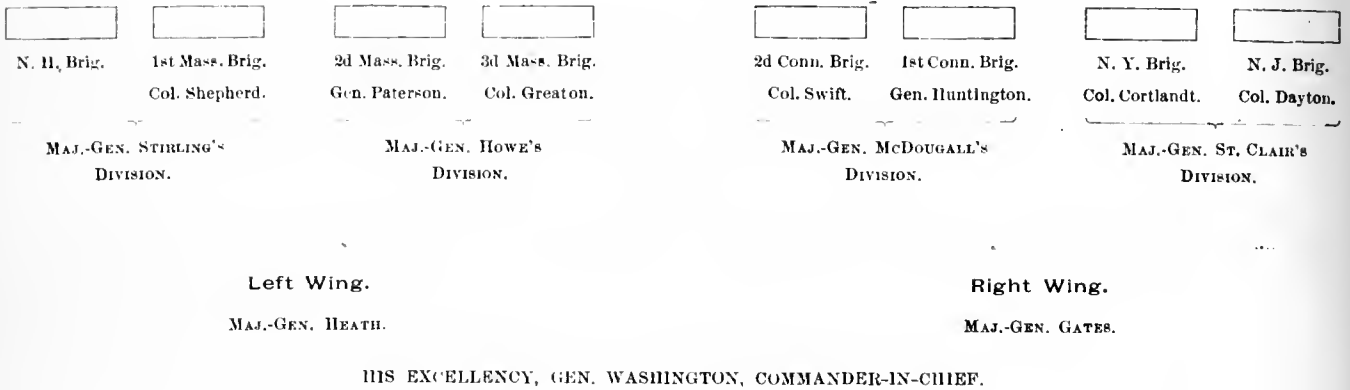 N. H. Brig. 1st Mass. Brig. 2d Mass. Brig. 3d Mass. Brig. 2d Conn. Brig. 1st Conn. Brig. N. Y. Brig. N. J. Brig.
Col. Shepherd. Gen. Paterson. Col. Greaton. Col. Swift. Gen. Huntington. Col. Cortlandt. Col. Dayton.
MAJ.-GEN. STIRLING'S MAJ.-GEN. HOWE'S MAJ.-GEN. MCDOUGALL'S MAJ.-GEN. ST. CLAIR'S
DIVISION. DIVISION. DIVISION. DIVISION.
Left Wing. Right Wing.
MAJ.-GEN. HEATH. MAJ.-GEN. GATES.
HIS EXCELLENCY, GEN. WASHINGTON, COMMANDER-IN-CHIEF.